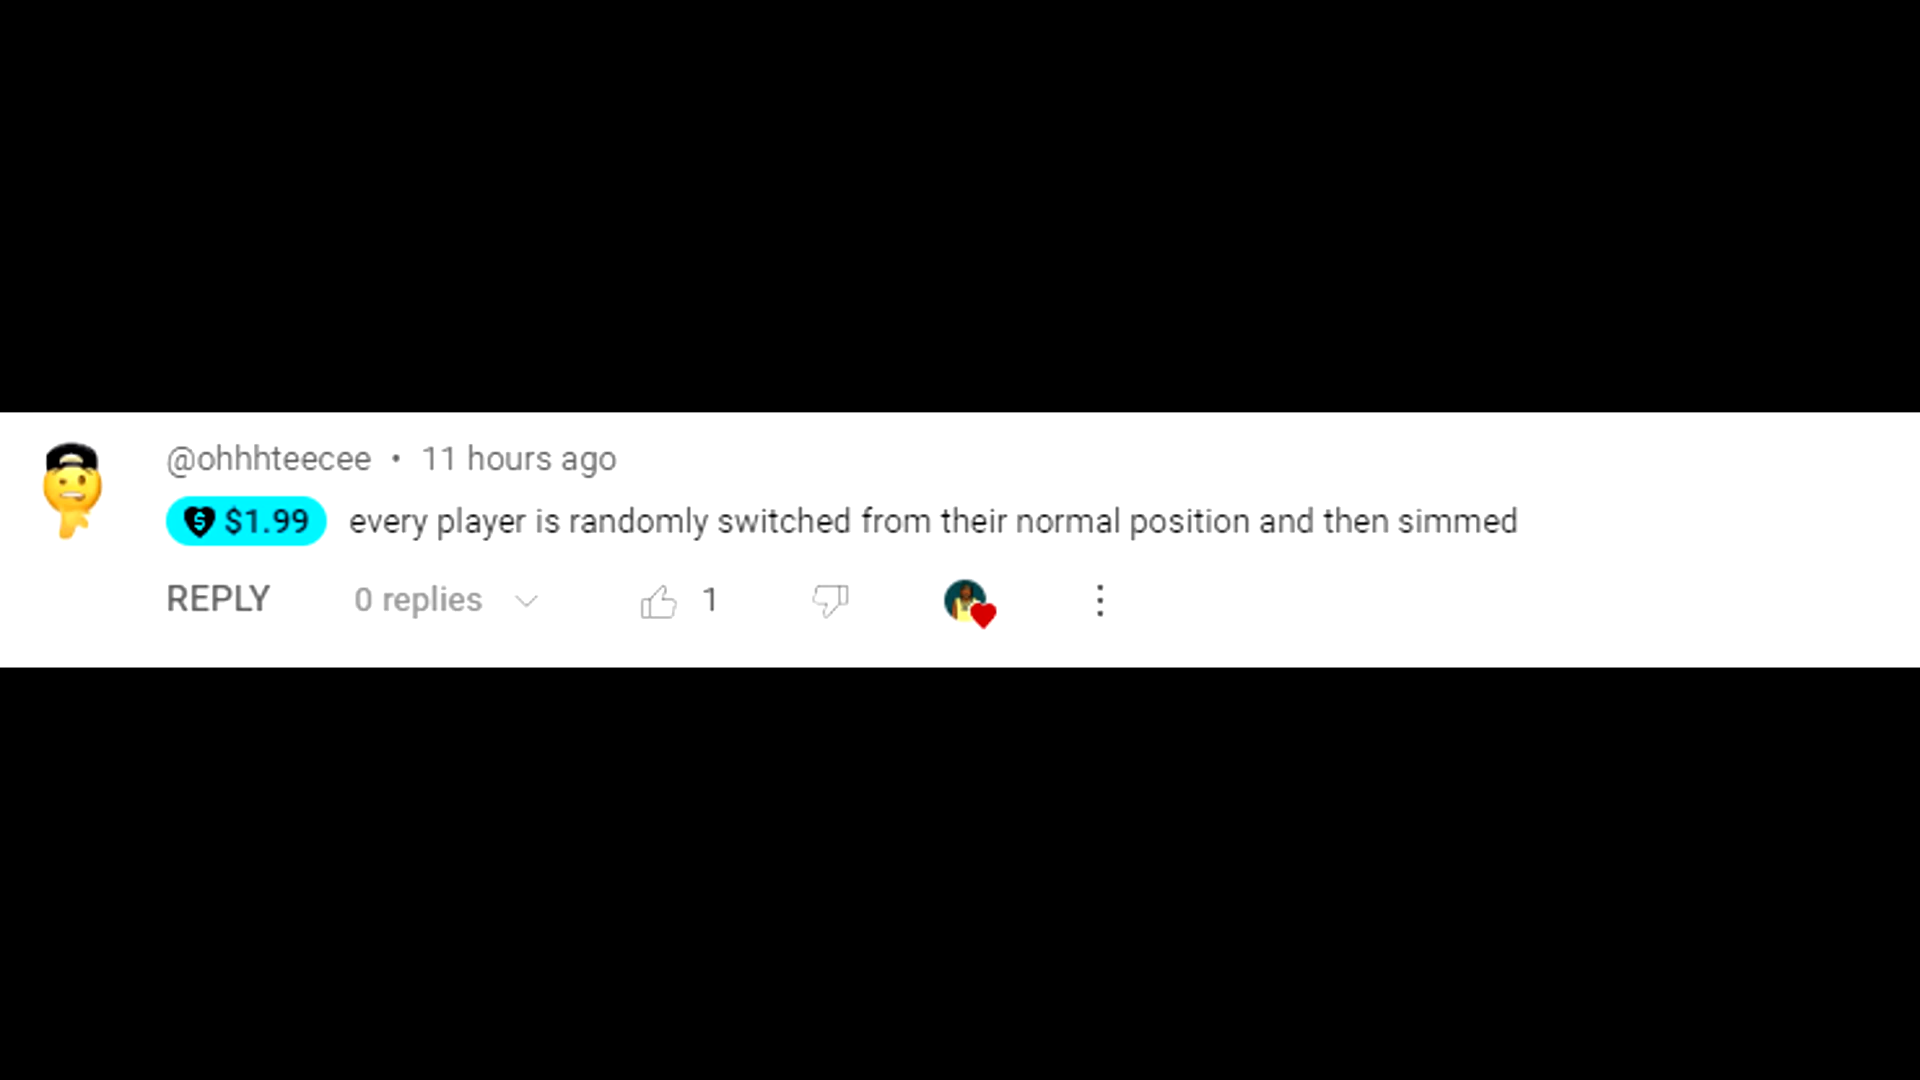 @ohhhteecee • 11 hours ago
$1.99 every player is randomly switched from their normal position and then simmed
REPLY 0 replies 1